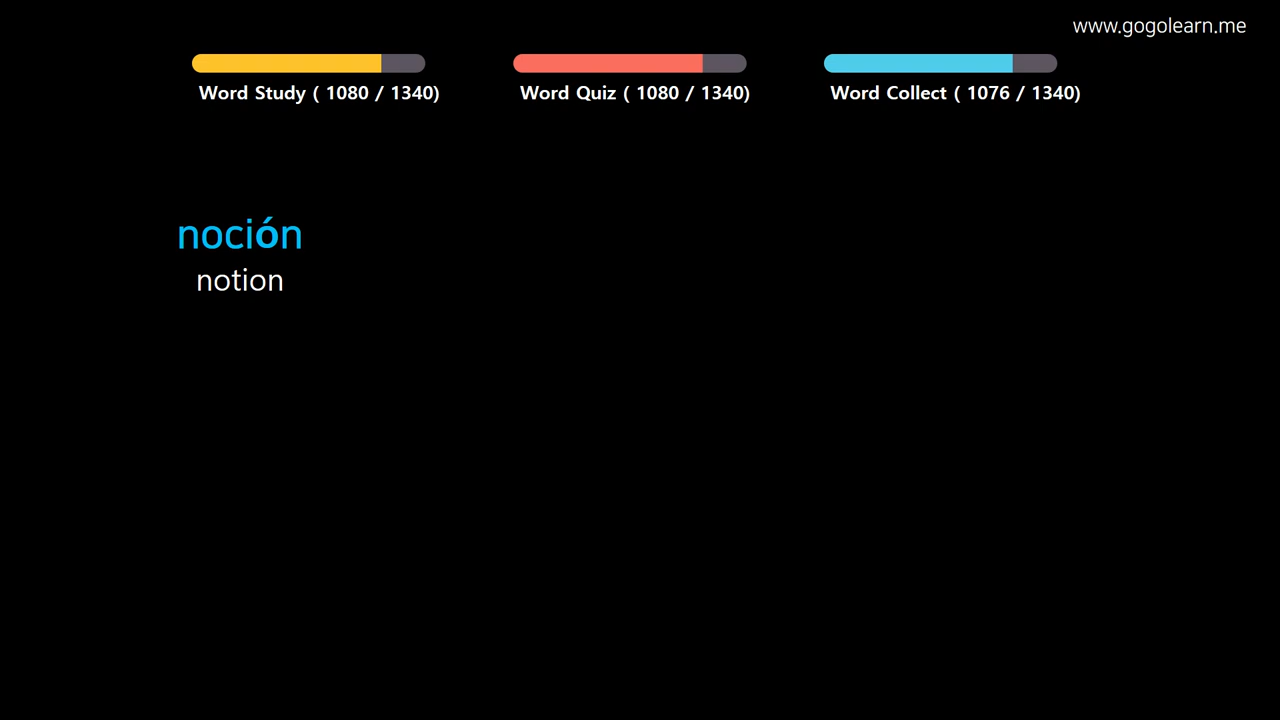 www.gogolearn.me
Word Study ( 1080 / 1340)
Word Quiz ( 1080 / 1340)
Word Collect ( 1076 / 1340)
noción
notion